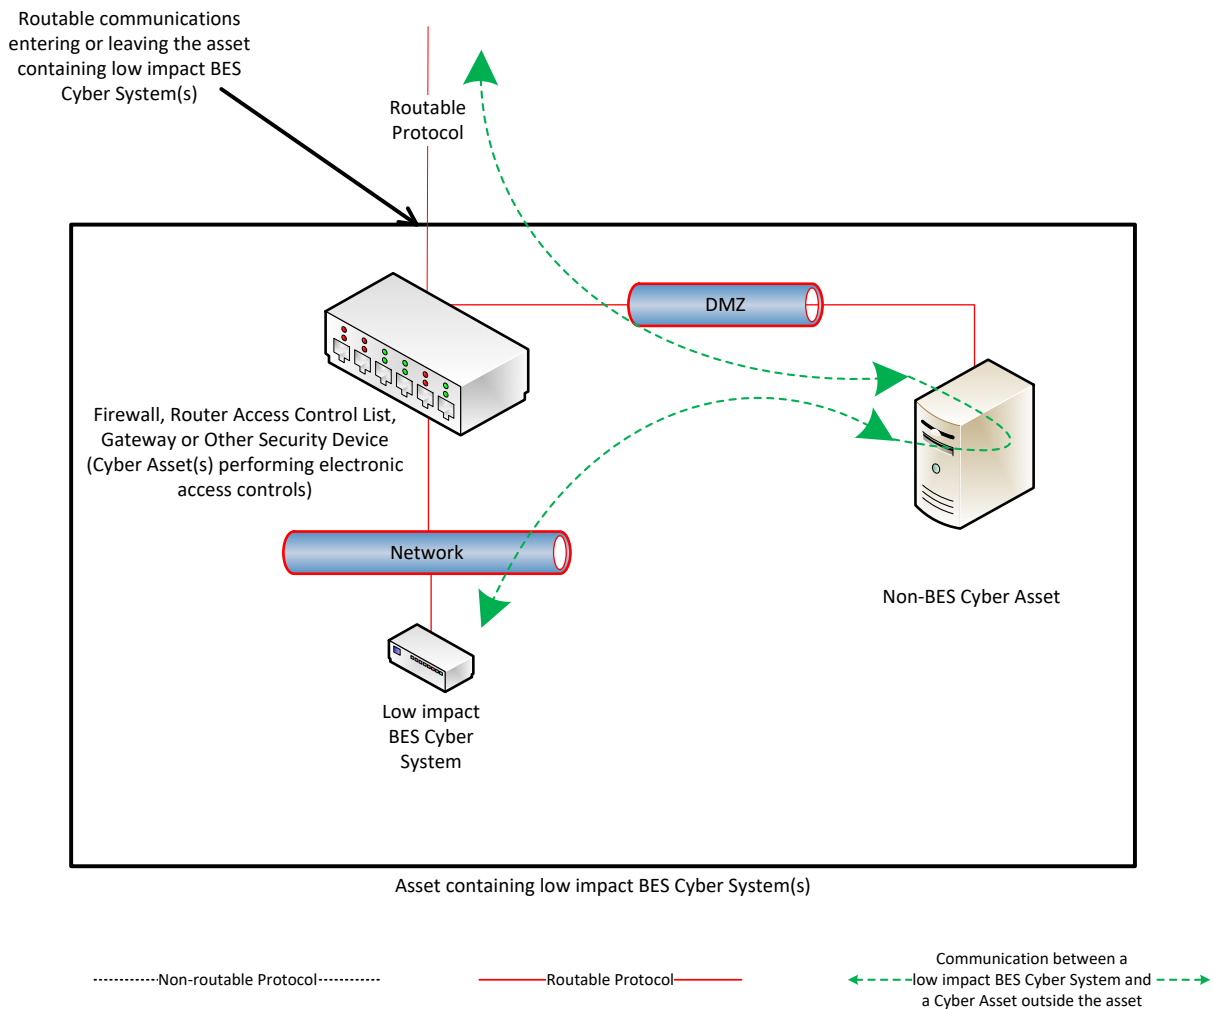 Routable communications
entering or leaving the asset
containing low impact BES
Cyber System(s)
Routable
Protocol
DMZ
Firewall, Router Access Control List,
Gateway or Other Security Device
(Cyber Asset(s) performing electronic
access controls)
Network
Non-BES Cyber Asset
Low impact
BES Cyber
System
Asset containing low impact BES Cyber System(s)
Non-routable Protocol
Routable Protocol
Communication between a
low impact BES Cyber System and
a Cyber Asset outside the asset